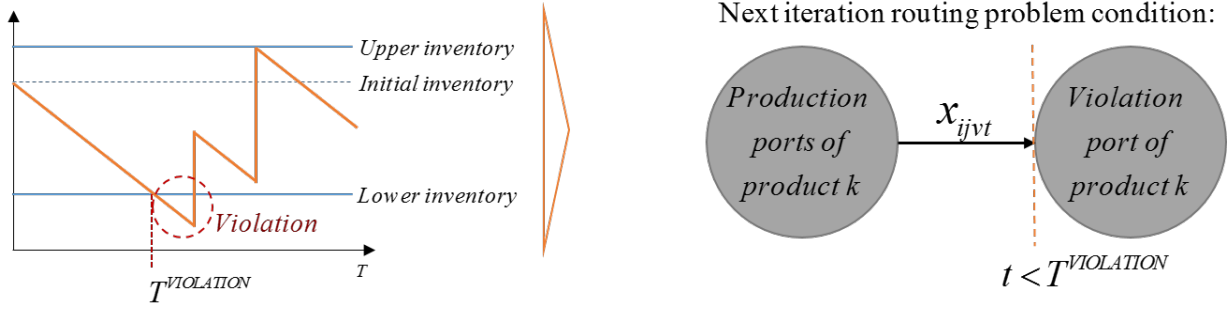 Upper inventory
Initial inventory
Lower inventory
Violation
T
T^VIOLATION
Next iteration routing problem condition:
Production
ports of
product k
x_ijvt
Violation
port of
product k
t < T^VIOLATION